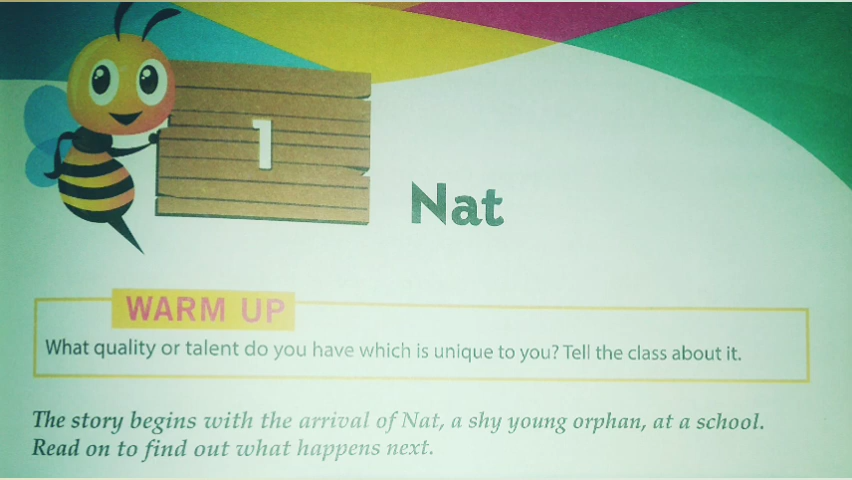 1
Nat
WARM UP
What quality or talent do you have which is unique to you? Tell the class about it.
The story begins with the arrival of Nat, a shy young orphan, at a school.
Read on to find out what happens next.